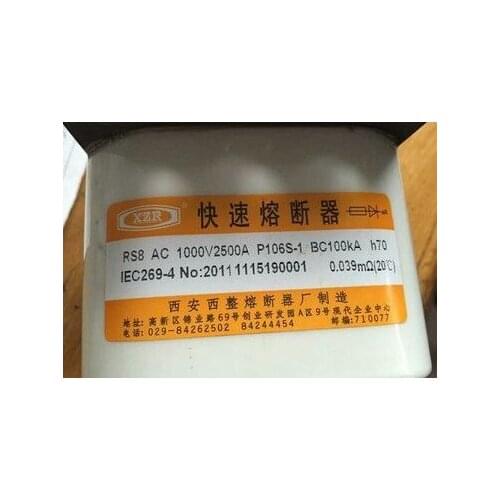 XZR 快速熔断器
RS8 AC 1000V2500A P106S-1 BC100kA h70
IEC269-4 No:20111115190001 0.039mΩ(20℃)
西安西整熔断器厂制造
地址: 高新区锦业路69号创业研发园A区9号现代企业中心
电话: 029-84262502 84244454 邮编:710077